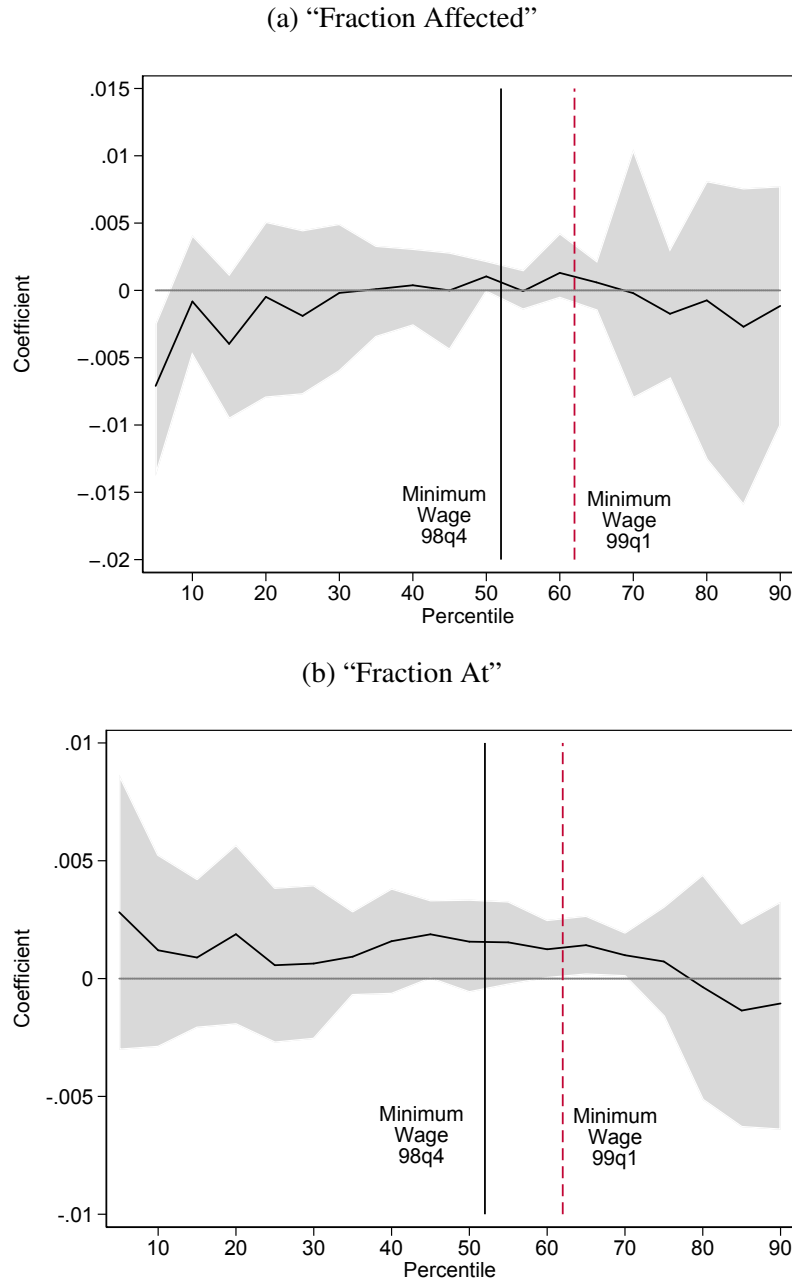 (a) “Fraction Affected”
.015
.01
.005
0
−.005
−.01
−.015
−.02
Coefficient
Minimum
Wage
98q4
Minimum
Wage
99q1
10 20 30 40 50 60 70 80 90
Percentile
(b) “Fraction At”
.01
.005
0
-.005
-.01
Coefficient
Minimum
Wage
98q4
Minimum
Wage
99q1
10 20 30 40 50 60 70 80 90
Percentile